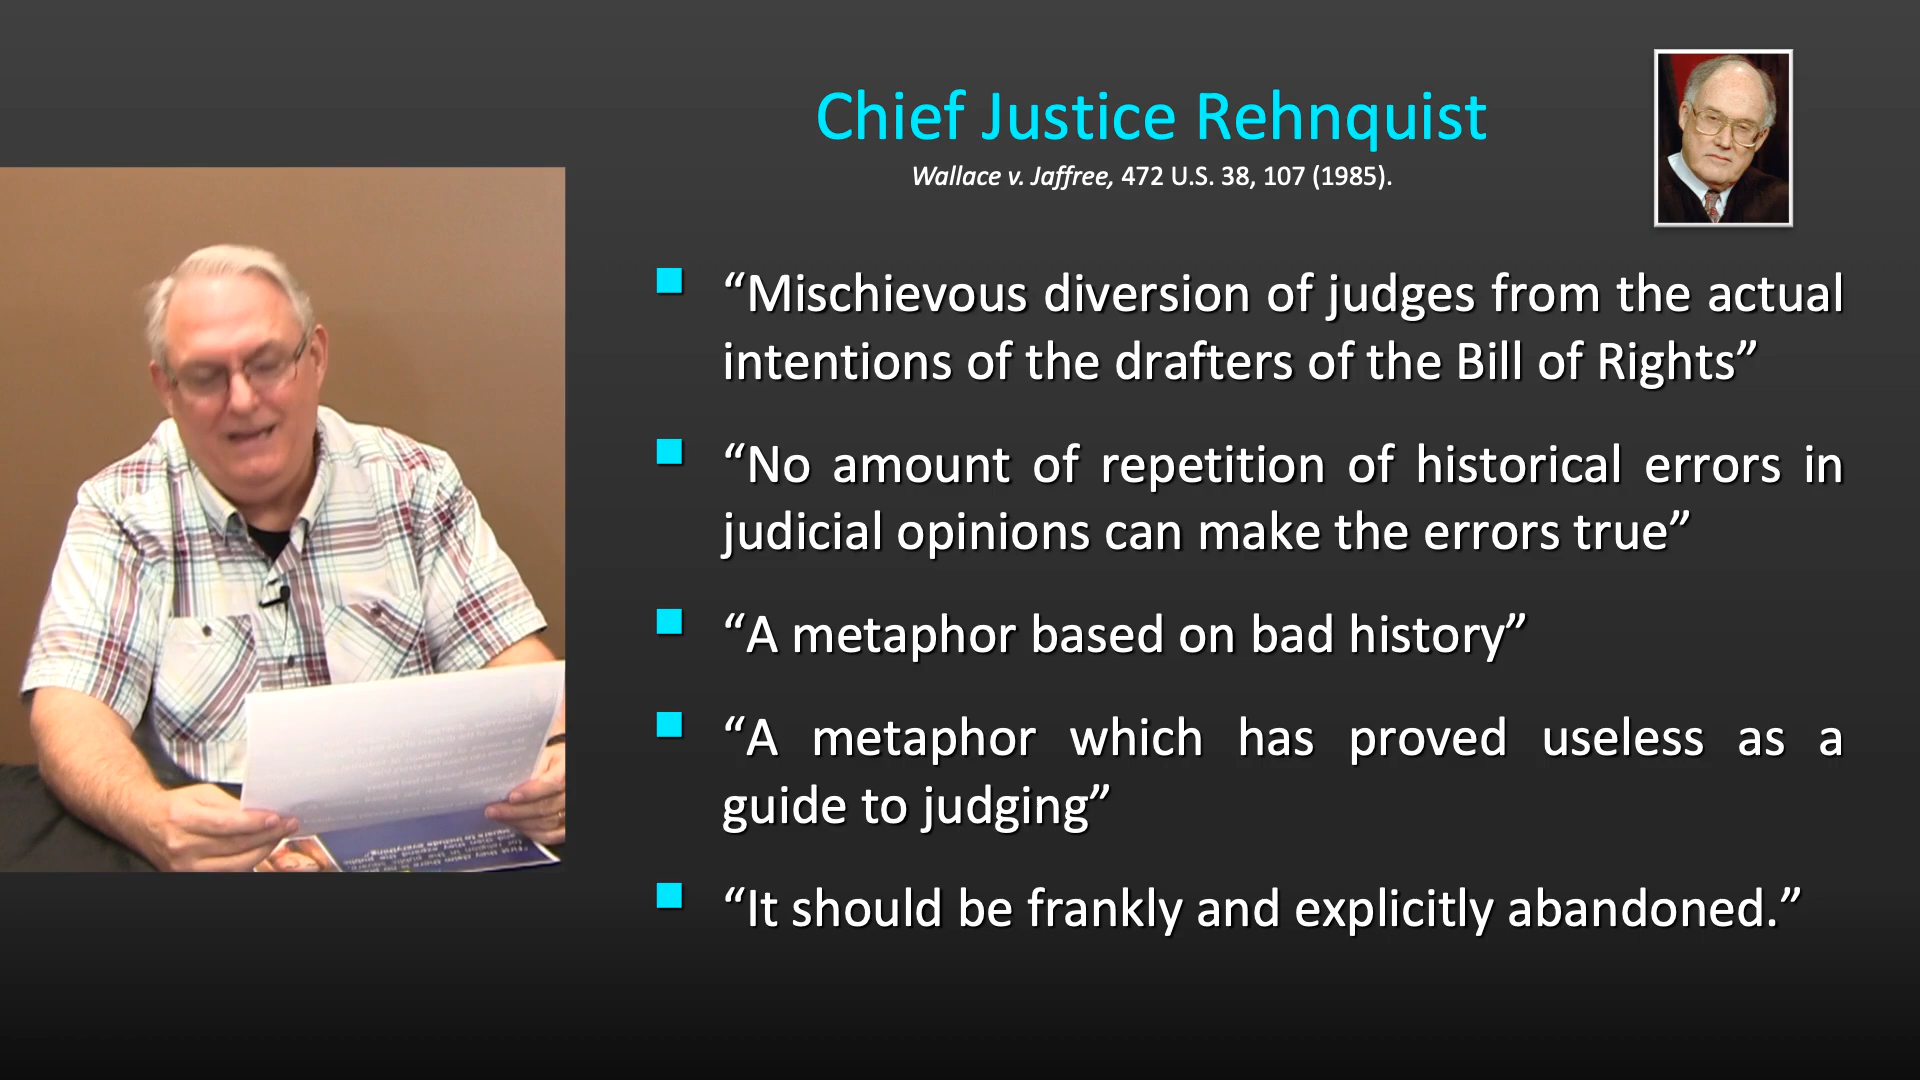 Chief Justice Rehnquist
Wallace v. Jaffree, 472 U.S. 38, 107 (1985).
“Mischievous diversion of judges from the actual
intentions of the drafters of the Bill of Rights”
“No amount of repetition of historical errors in
judicial opinions can make the errors true”
“A metaphor based on bad history”
“A metaphor which has proved useless as a
guide to judging”
“It should be frankly and explicitly abandoned.”